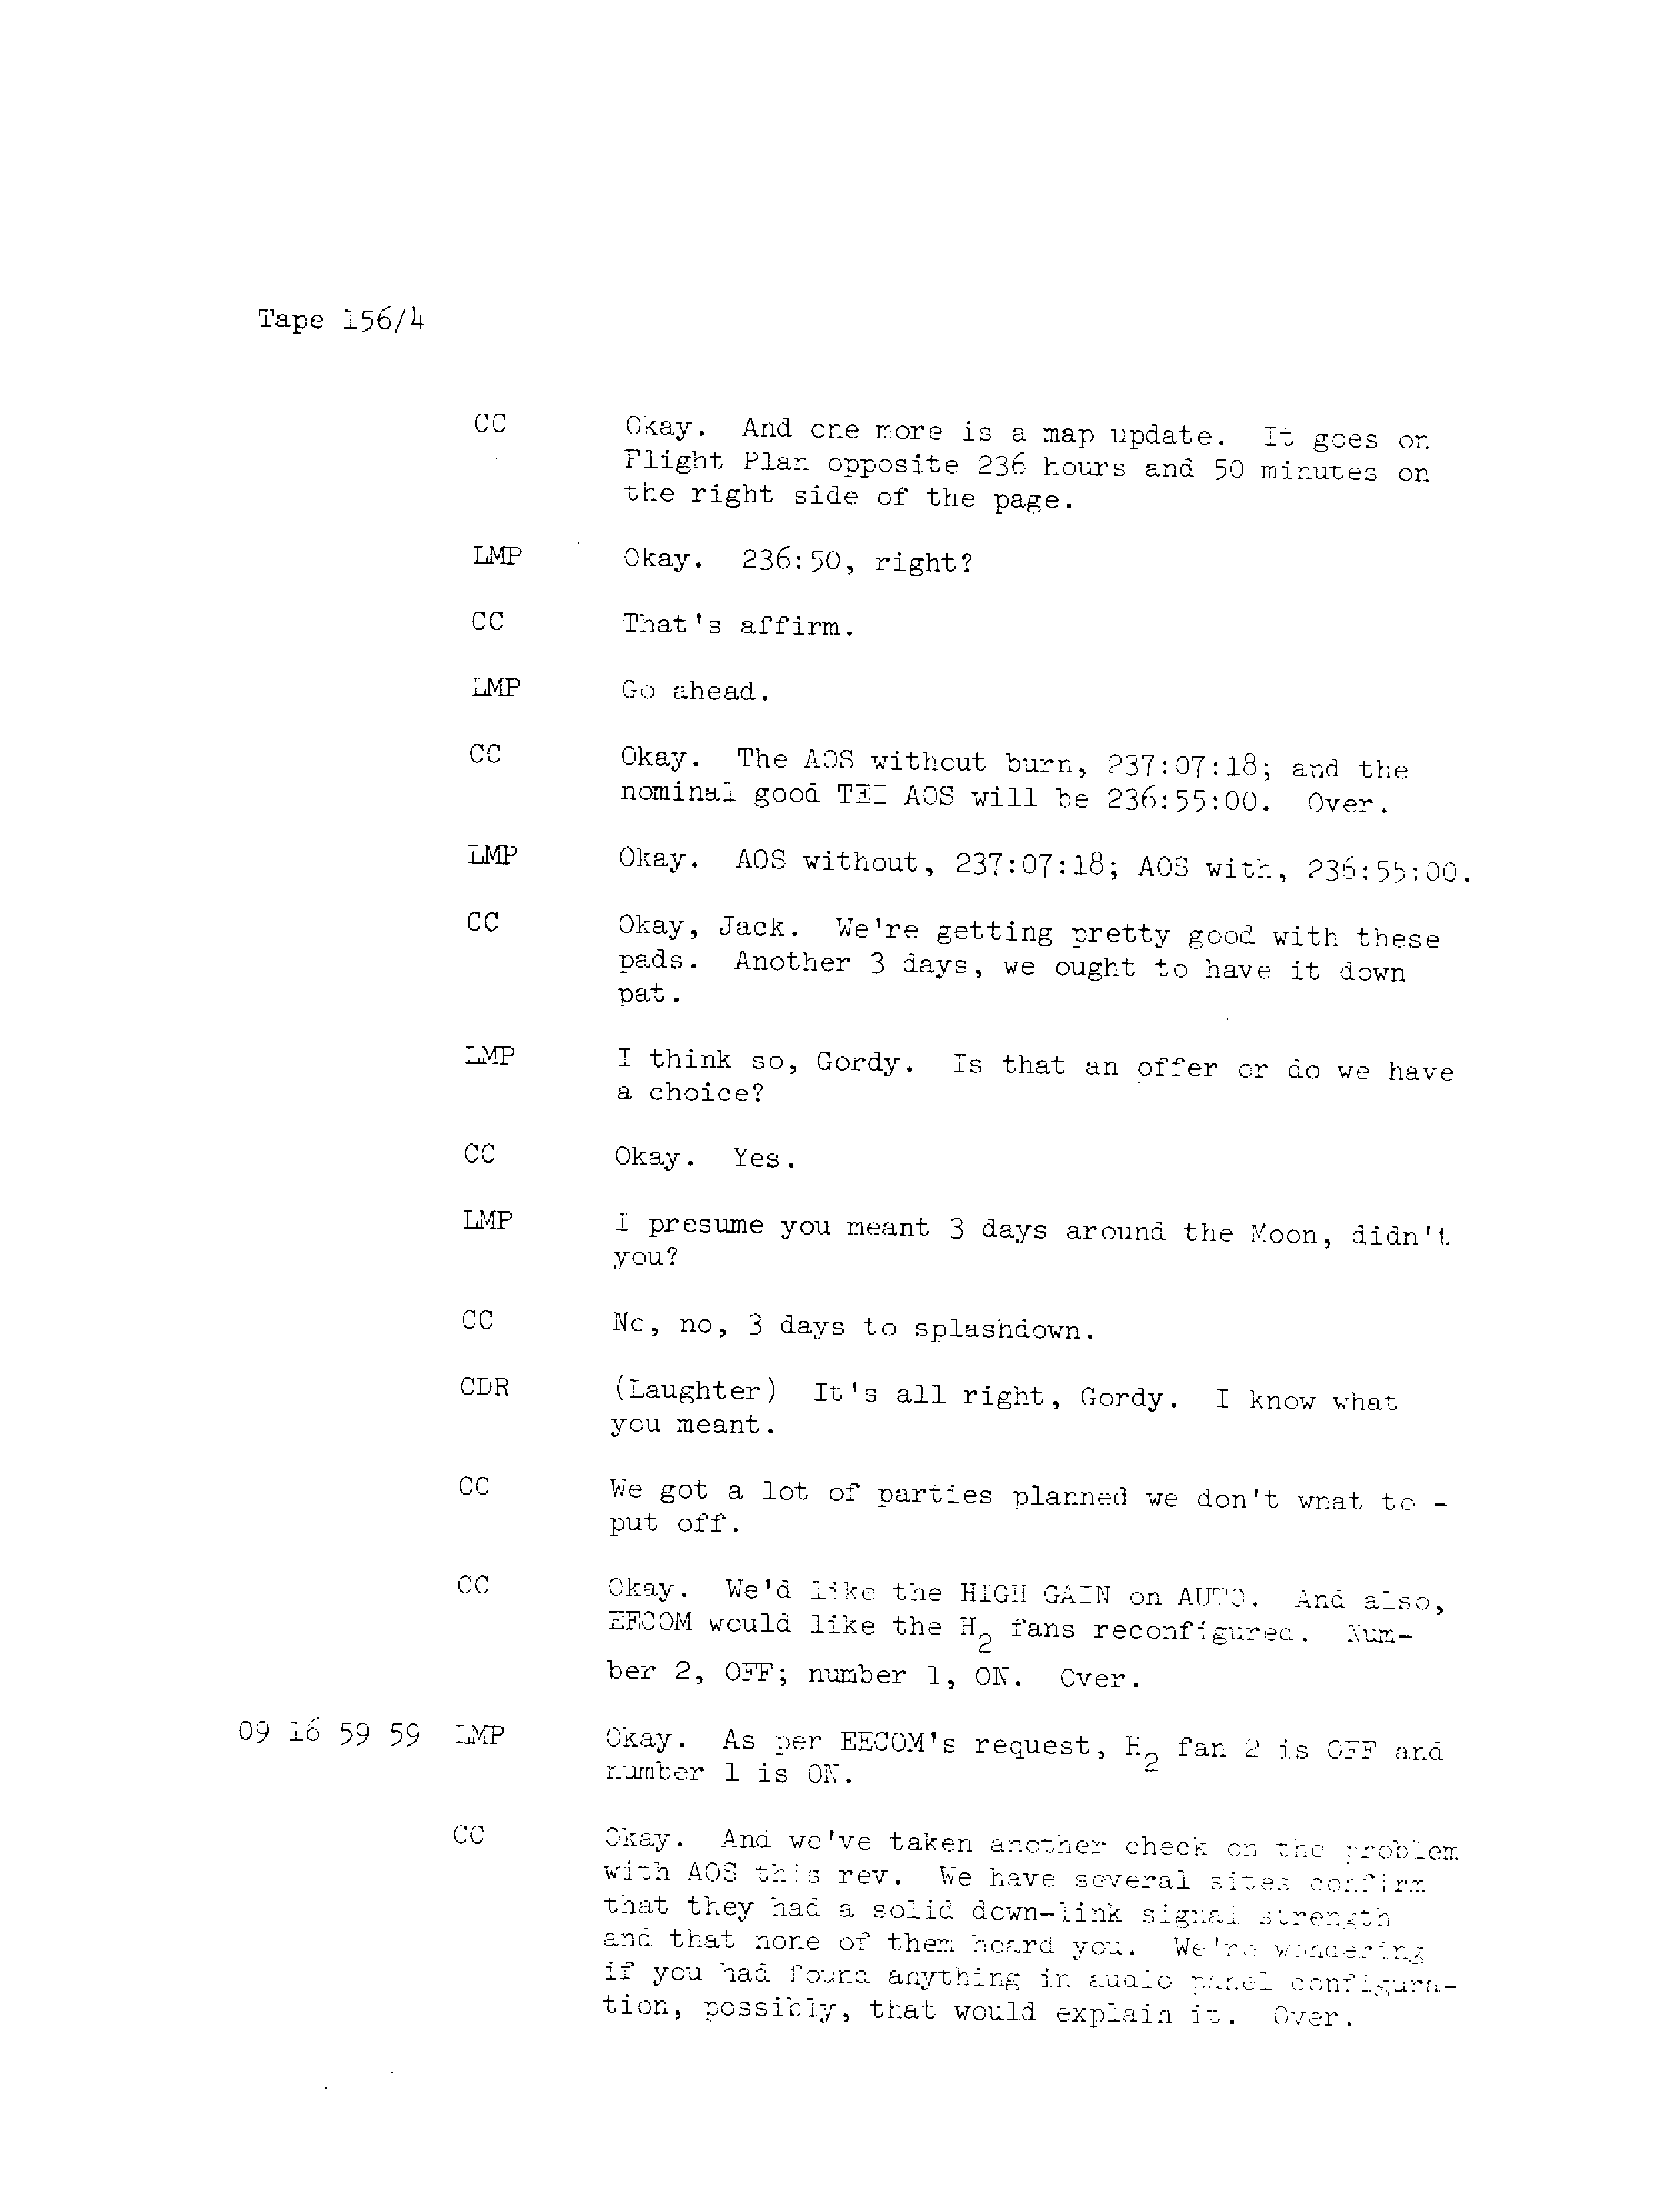 Tape 156/4
CC Okay. And one more is a map update. It goes on
Flight Plan opposite 236 hours and 50 minutes on
the right side of the page.
LMP Okay. 236:50, right?
CC That's affirm.
LMP Go ahead.
CC Okay. The AOS without burn, 237:07:18; and the
nominal good TEI AOS will be 236:55:00. Over.
LMP Okay. AOS without, 237:07:18; AOS with, 236:55:00.
CC Okay, Jack. We're getting pretty good with these
pads. Another 3 days, we ought to have it down
pat.
LMP I think so, Gordy. Is that an offer or do we have
a choice?
CC Okay. Yes.
LMP I presume you meant 3 days around the Moon, didn't
you?
CC No, no, 3 days to splashdown.
CDR (Laughter) It's all right, Gordy. I know what
you meant.
CC We got a lot of parties planned we don't wnat to -
put off.
CC Okay. We'd like the HIGH GAIN on AUTO. And also,
EECOM would like the H2 fans reconfigured. Num-
ber 2, OFF; number 1, ON. Over.
09 16 59 59 LMP Okay. As per EECOM's request, H2 fan 2 is OFF and
number 1 is ON.
CC Okay. And we've taken another check on the problem
with AOS this rev. We have several sites confirm
that they had a solid down-link signal strength
and that none of them heard you. We're wondering
if you had found anything in audio panel configura-
tion, possibly, that would explain it. Over.